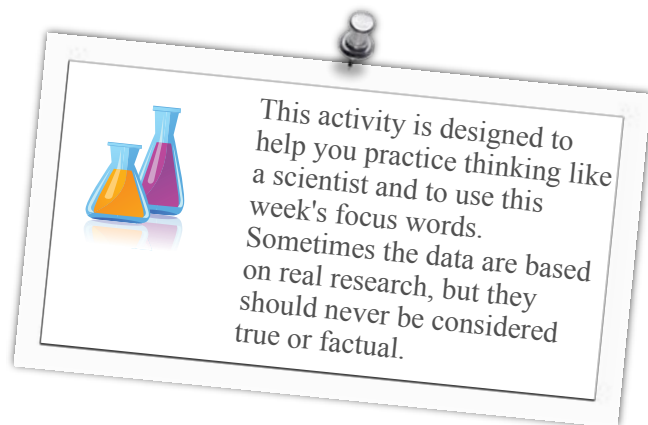 This activity is designed to
help you practice thinking like
a scientist and to use this
week's focus words.
Sometimes the data are based
on real research, but they
should never be considered
true or factual.